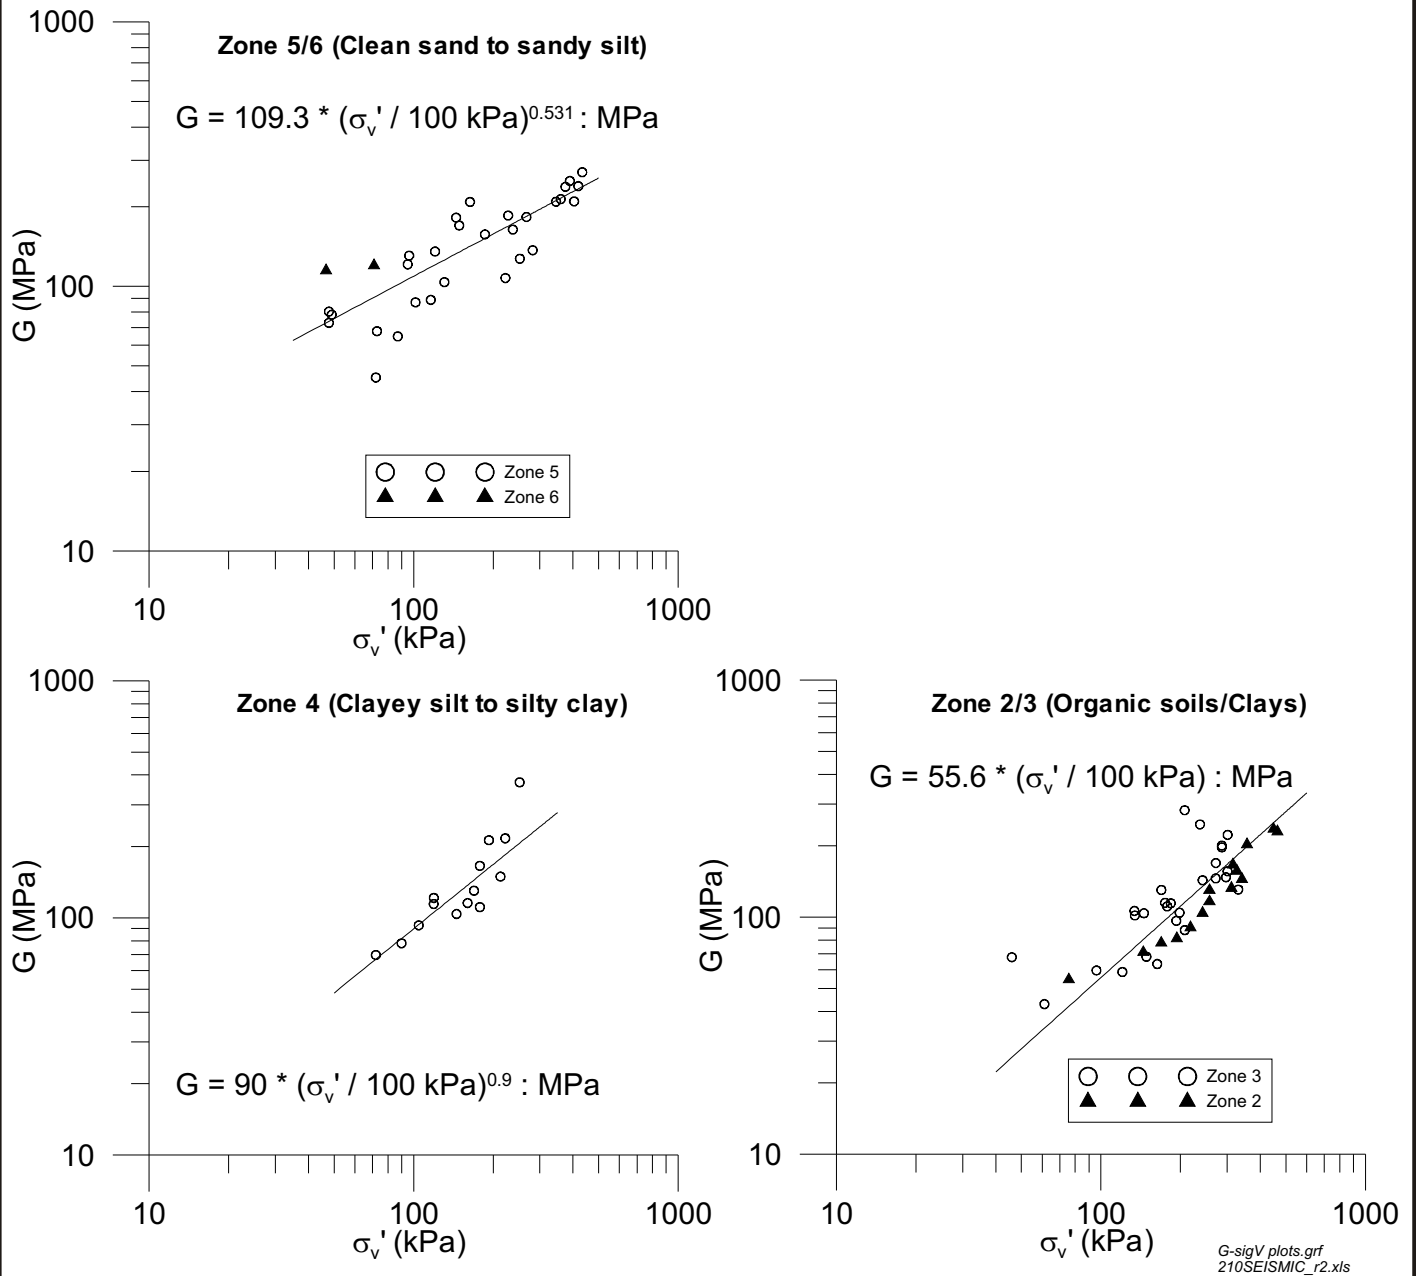 Zone 5/6 (Clean sand to sandy silt)
G = 109.3 * (σv' / 100 kPa)0.531 : MPa
1000
100
10
G (MPa)
Zone 5
Zone 6
10
100
1000
σv' (kPa)
Zone 4 (Clayey silt to silty clay)
1000
100
10
G (MPa)
G = 90 * (σv' / 100 kPa)0.9 : MPa
10
100
1000
σv' (kPa)
Zone 2/3 (Organic soils/Clays)
G = 55.6 * (σv' / 100 kPa) : MPa
1000
100
10
G (MPa)
Zone 3
Zone 2
10
100
1000
σv' (kPa)
G-sigV plots.grf
210SEISMIC_r2.xls